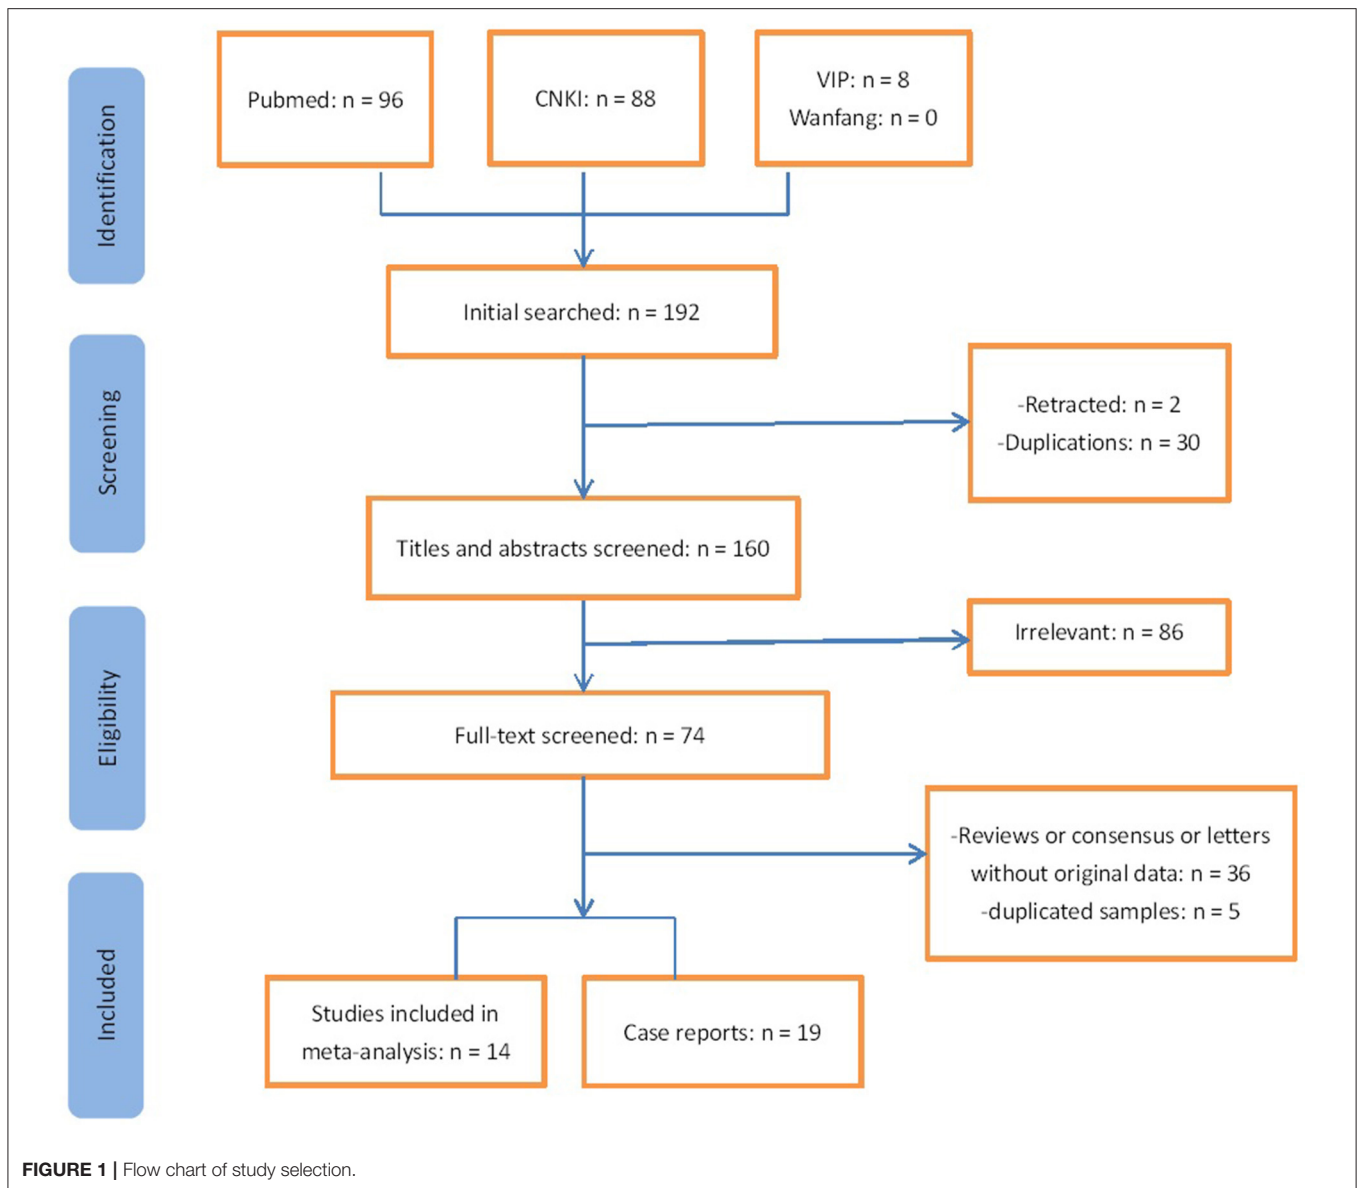 Identification
Pubmed: n = 96
CNKI: n = 88
VIP: n = 8
Wanfang: n = 0
Initial searched: n = 192
Screening
-Retracted: n = 2
-Duplications: n = 30
Titles and abstracts screened: n = 160
Eligibility
Irrelevant: n = 86
Full-text screened: n = 74
-Reviews or consensus or letters
without original data: n = 36
-duplicated samples: n = 5
Included
Studies included in
meta-analysis: n = 14
Case reports: n = 19
FIGURE 1 | Flow chart of study selection.